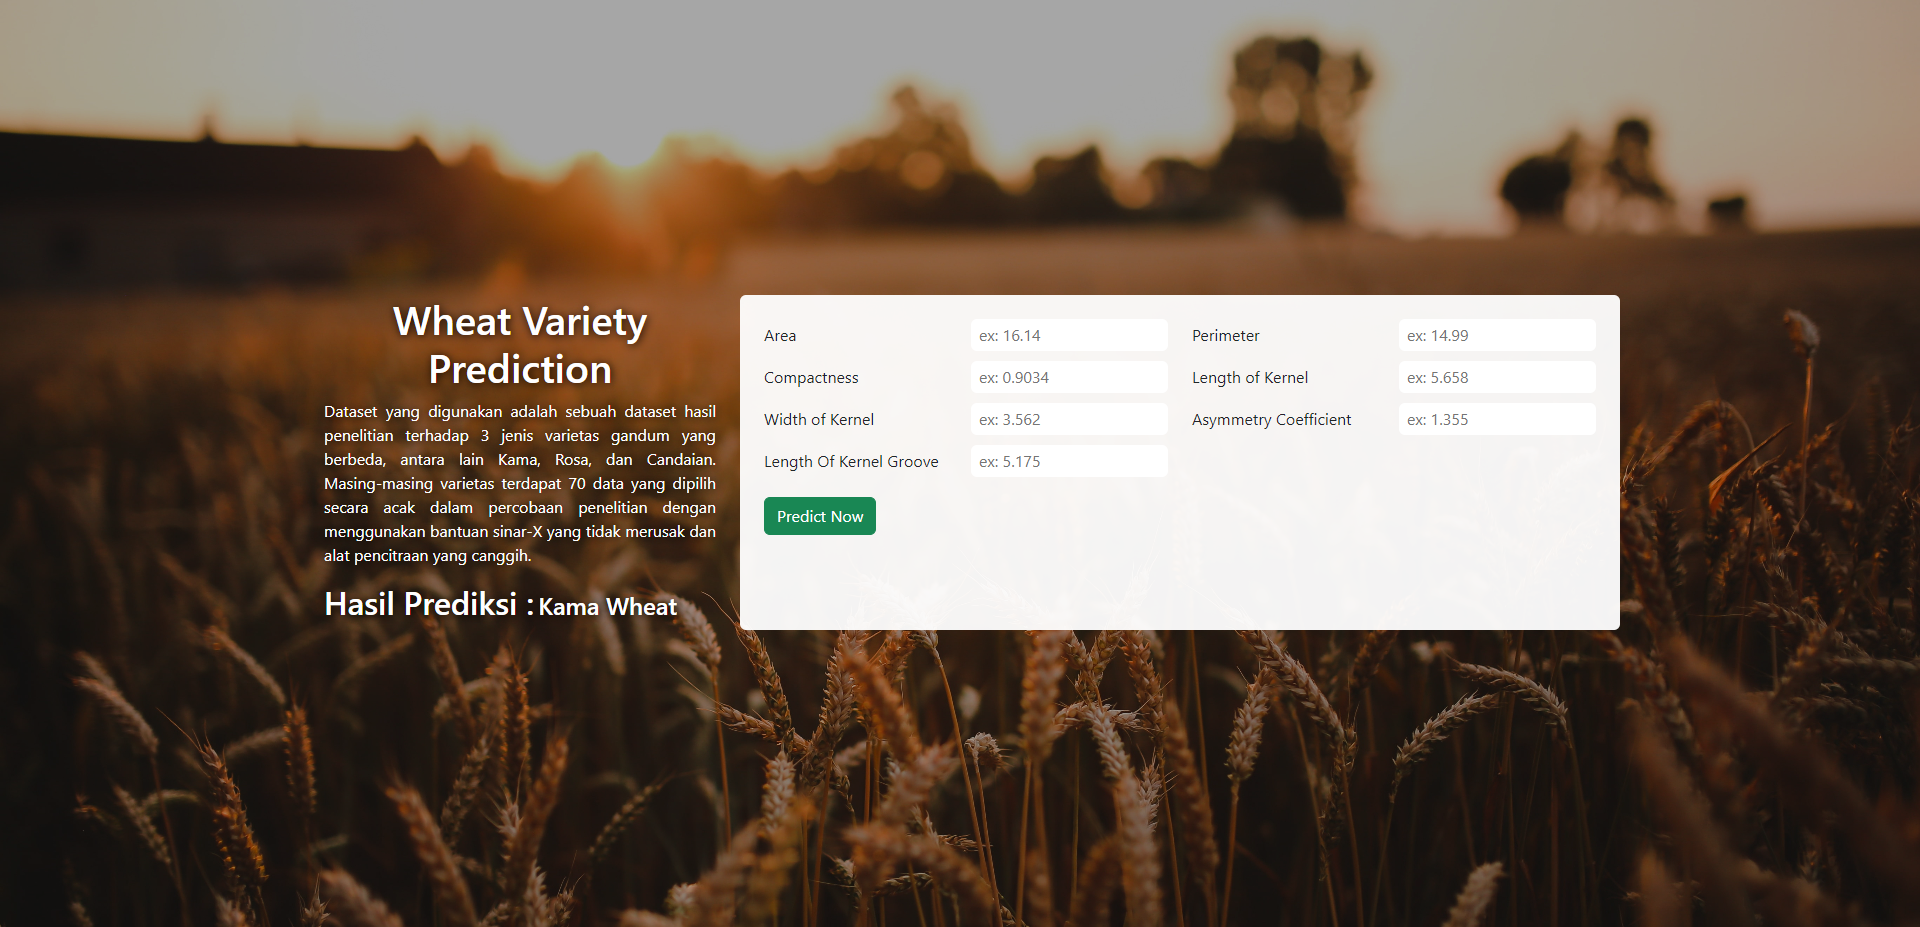 Wheat Variety
Prediction
Dataset yang digunakan adalah sebuah dataset hasil
penelitian terhadap 3 jenis varietas gandum yang
berbeda, antara lain Kama, Rosa, dan Candaian.
Masing-masing varietas terdapat 70 data yang dipilih
secara acak dalam percobaan penelitian dengan
menggunakan bantuan sinar-X yang tidak merusak dan
alat pencitraan yang canggih.
Hasil Prediksi : Kama Wheat
Area ex: 16.14 Perimeter ex: 14.99
Compactness ex: 0.9034 Length of Kernel ex: 5.658
Width of Kernel ex: 3.562 Asymmetry Coefficient ex: 1.355
Length Of Kernel Groove ex: 5.175
Predict Now